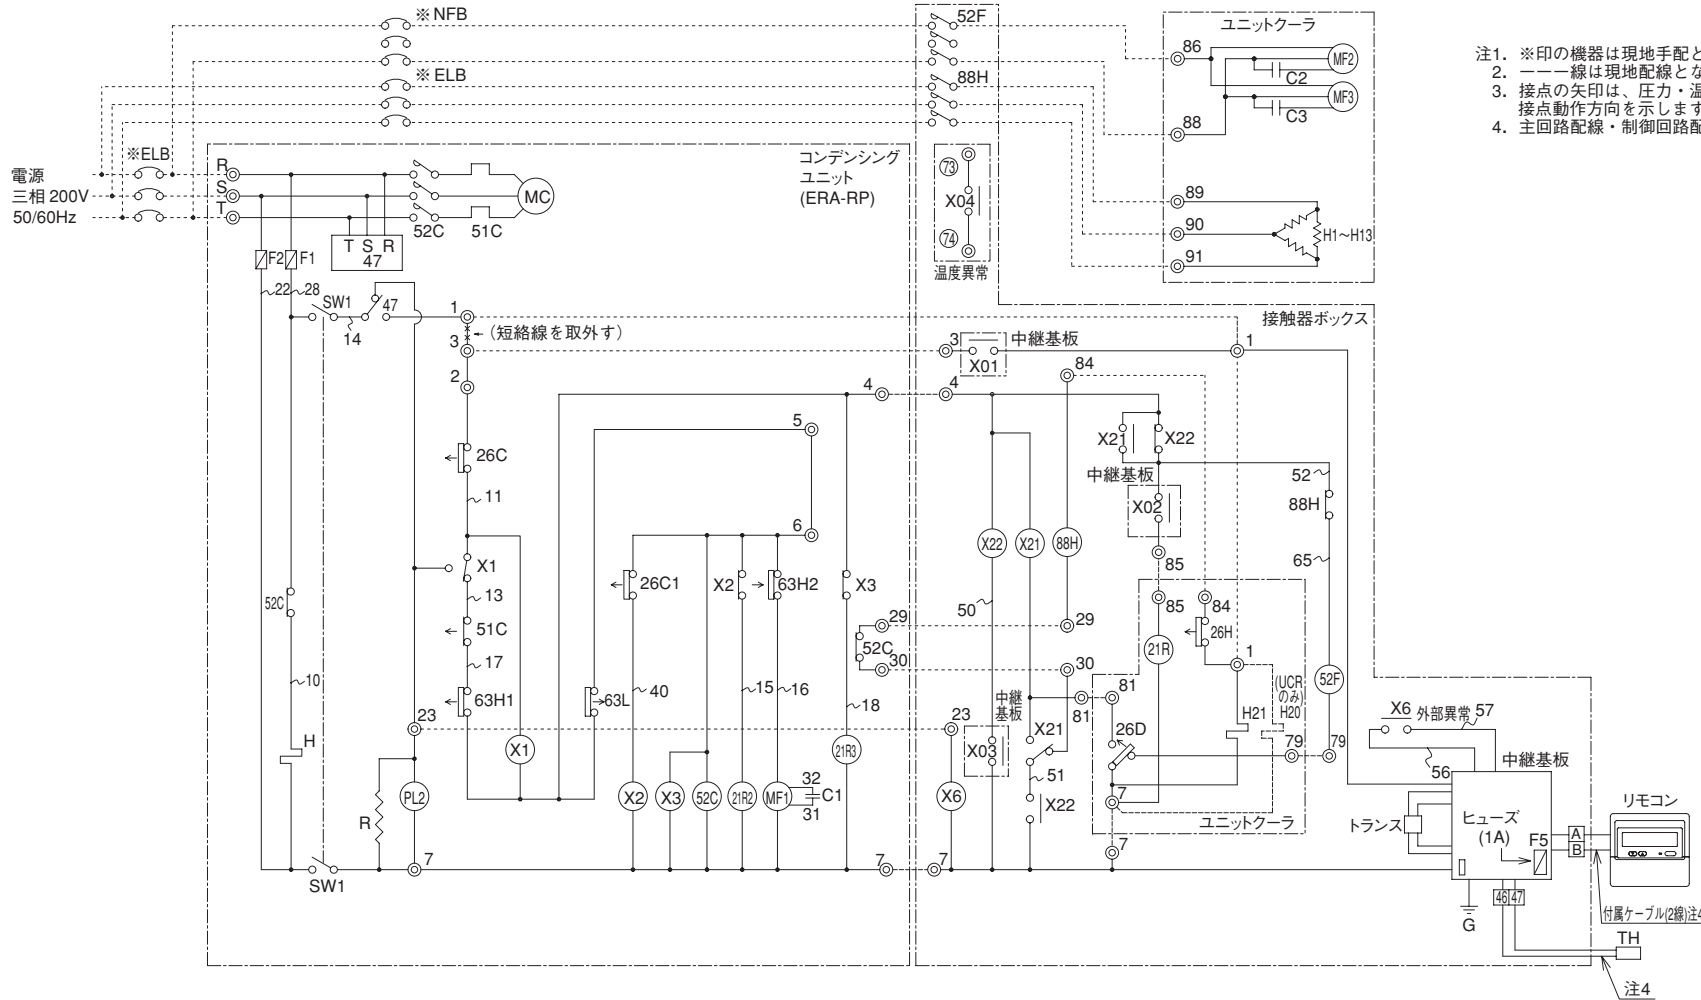 ※NFB
52F
ユニットクーラ
86
MF2
C2
MF3
C3
88
※ELB
88H
注1. ※印の機器は現地手配と
2. ーーー線は現地配線とな
3. 接点の矢印は、圧力・温
接点動作方向を示します
4. 主回路配線・制御回路配
※ELB
電源
三相 200V
50/60Hz
R
S
T
コンデンシング
ユニット
(ERA-RP)
MC
52C
51C
T S R
47
73
X04
74
温度異常
89
90
91
H1～H13
F2
F1
22
28
SW1
14
47
1
(短絡線を取外す)
3
2
3
中継基板
X01
1
接触器ボックス
84
4
4
5
26C
11
X21
X22
中継基板
X02
52
88H
6
X22
X21
88H
85
65
X1
26C1
X2
63H2
X3
13
52C
51C
17
50
29
29
85
84
26H
21R
52C
30
30
1
10
63H1
63L
40
15
16
18
中継
基板
81
81
(UCR
のみ)
H20
52F
23
23
X21
26D
H21
X6
外部異常
57
H
X1
21R3
X03
79
79
56
中継基板
51
32
C1
31
PL2
R
X2
X3
52C
21R2
MF1
X6
X22
7
ユニットクーラ
トランス
ヒューズ
(1A)
F5
A
B
リモコン
7
7
7
7
SW1
46
47
G
付属ケーブル(2線)注4
TH
注4